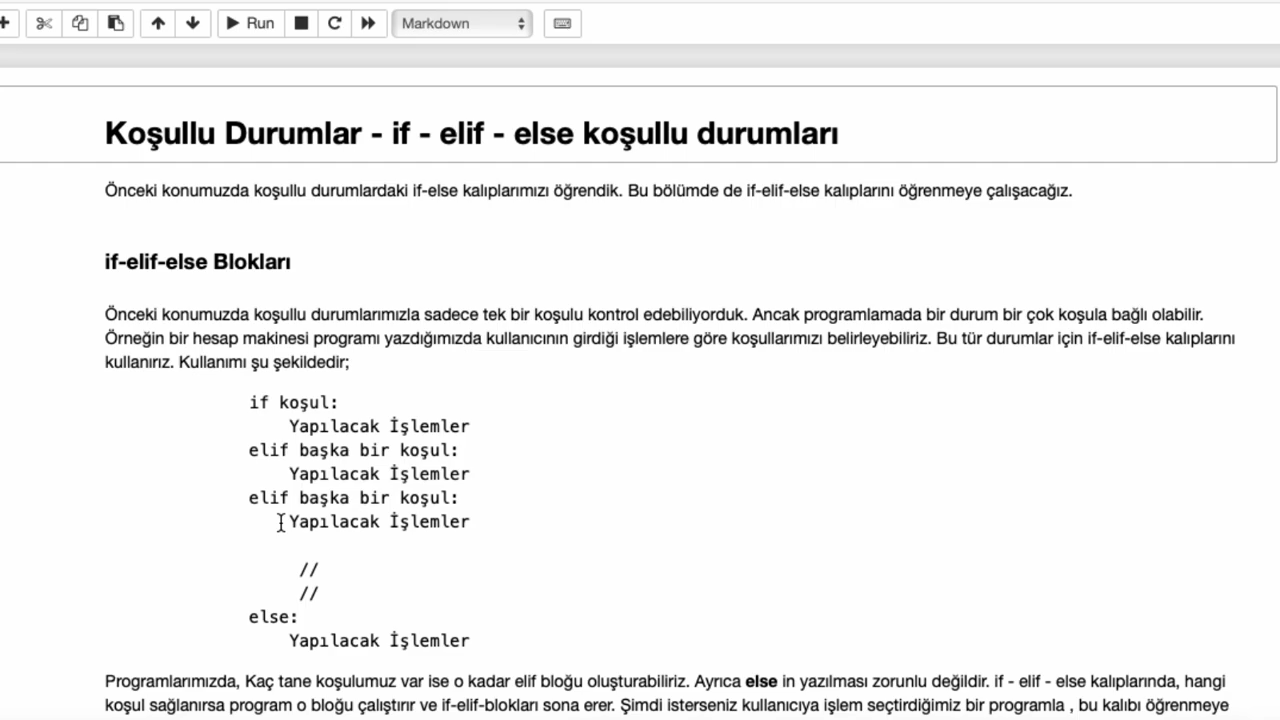 Run
Markdown
Koşullu Durumlar - if - elif - else koşullu durumları
Önceki konumuzda koşullu durumlardaki if-else kalıplarımızı öğrendik. Bu bölümde de if-elif-else kalıplarını öğrenmeye çalışacağız.
if-elif-else Blokları
Önceki konumuzda koşullu durumlarımızla sadece tek bir koşulu kontrol edebiliyorduk. Ancak programlamada bir durum bir çok koşula bağlı olabilir.
Örneğin bir hesap makinesi programı yazdığımızda kullanıcının girdiği işlemlere göre koşullarımızı belirleyebiliriz. Bu tür durumlar için if-elif-else kalıplarını
kullanırız. Kullanımı şu şekildedir;
if koşul:
Yapılacak İşlemler
elif başka bir koşul:
Yapılacak İşlemler
elif başka bir koşul:
Yapılacak İşlemler
//
//
else:
Yapılacak İşlemler
Programlarımızda, Kaç tane koşulumuz var ise o kadar elif bloğu oluşturabiliriz. Ayrıca else in yazılması zorunlu değildir. if - elif - else kalıplarında, hangi
koşul sağlanırsa program o bloğu çalıştırır ve if-elif-blokları sona erer. Şimdi isterseniz kullanıcıya işlem seçtirdiğimiz bir programla , bu kalıbı öğrenmeye